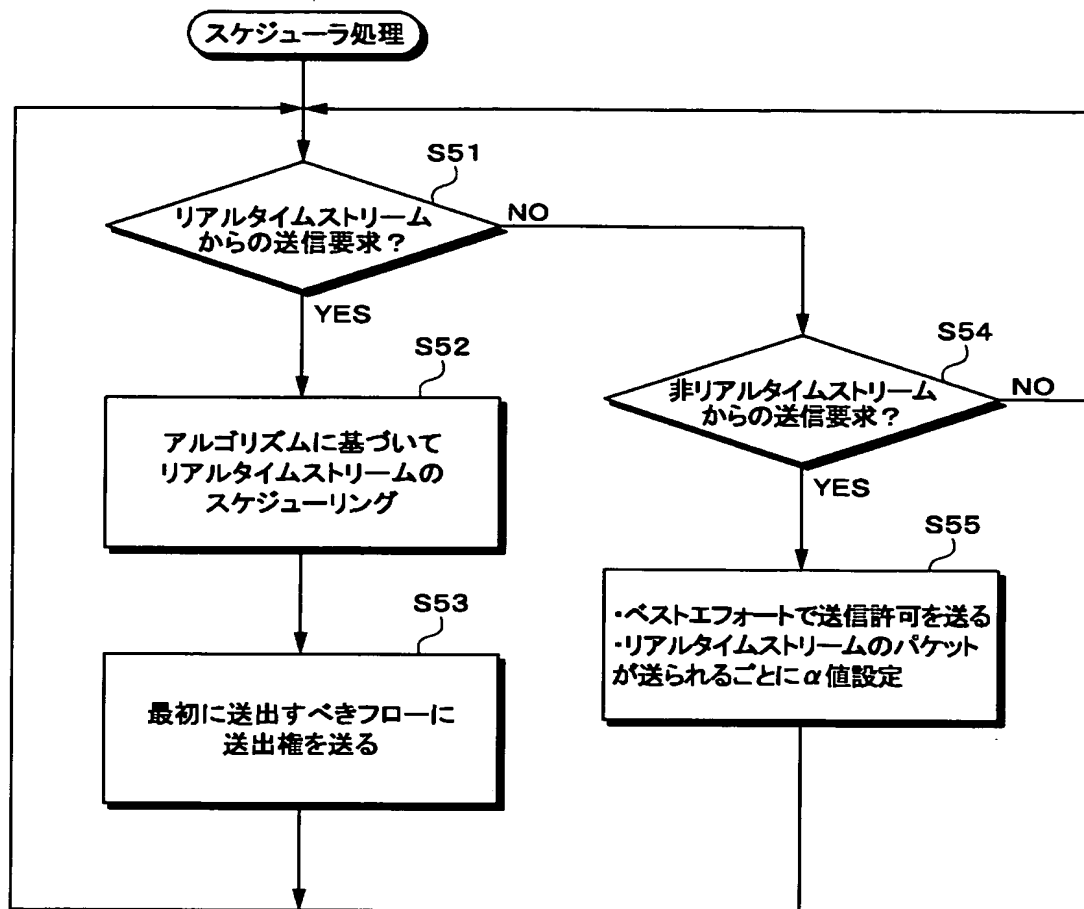 スケジューラ処理
S51
リアルタイムストリーム
からの送信要求？
NO
YES
S52
アルゴリズムに基づいて
リアルタイムストリームの
スケジューリング
S53
最初に送出すべきフローに
送出権を送る
S54
非リアルタイムストリーム
からの送信要求？
NO
YES
S55
・ベストエフォートで送信許可を送る
・リアルタイムストリームのパケット
が送られるごとにα値設定